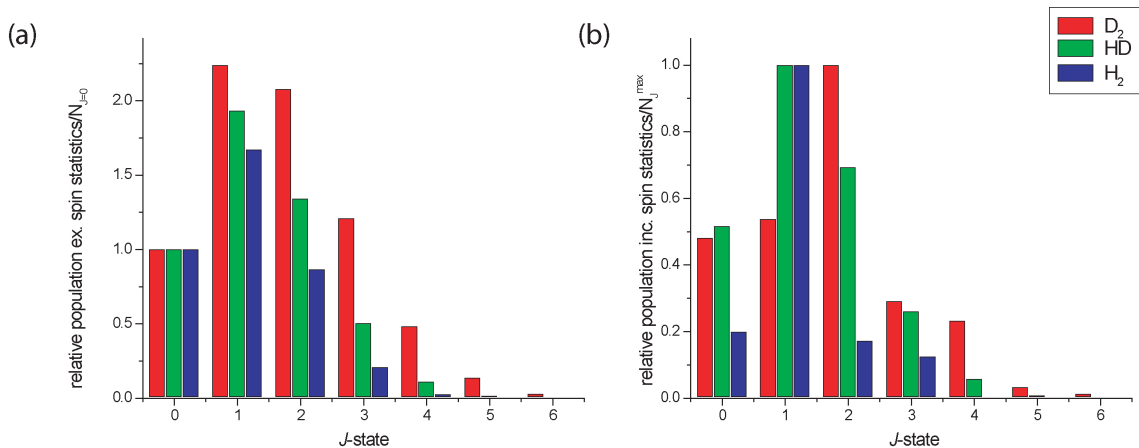 (a)
relative population ex. spin statistics/N_J=0
2.0
1.5
1.0
0.5
0.0
0 1 2 3 4 5 6
J-state
(b)
relative population inc. spin statistics/N_J^max
1.0
0.8
0.6
0.4
0.2
0.0
0 1 2 3 4 5 6
J-state
D₂
HD
H₂